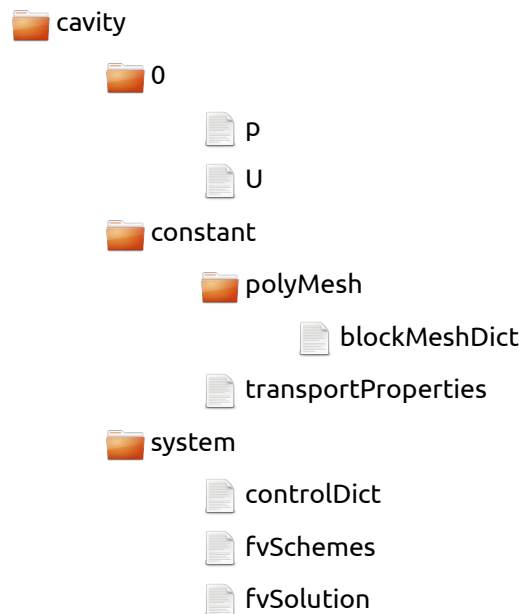 cavity
0
p
U
constant
polyMesh
blockMeshDict
transportProperties
system
controlDict
fvSchemes
fvSolution